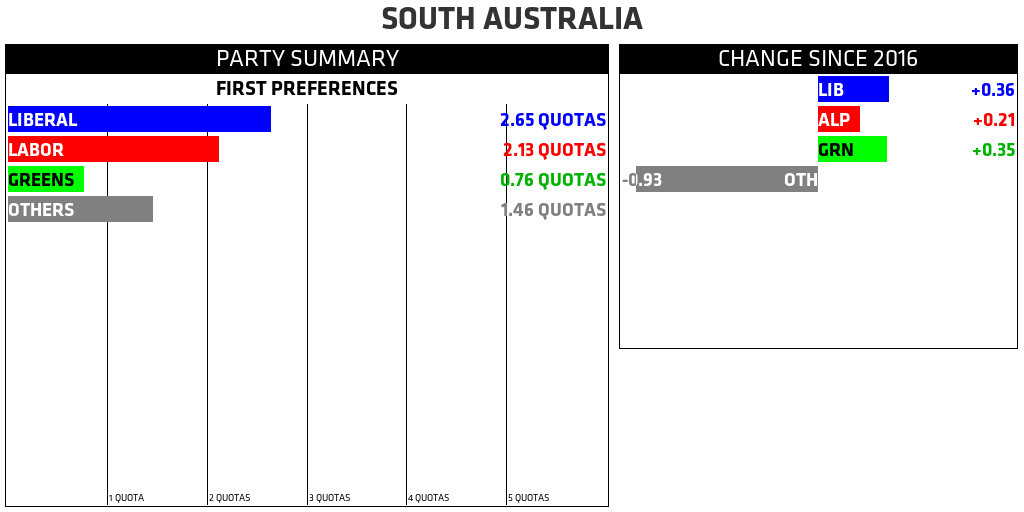 SOUTH AUSTRALIA
PARTY SUMMARY
FIRST PREFERENCES
LIBERAL 2.65 QUOTAS
LABOR 2.13 QUOTAS
GREENS 0.76 QUOTAS
OTHERS 1.46 QUOTAS
1 QUOTA 2 QUOTAS 3 QUOTAS 4 QUOTAS 5 QUOTAS
CHANGE SINCE 2016
LIB +0.36
ALP +0.21
GRN +0.35
-0.93 OTH